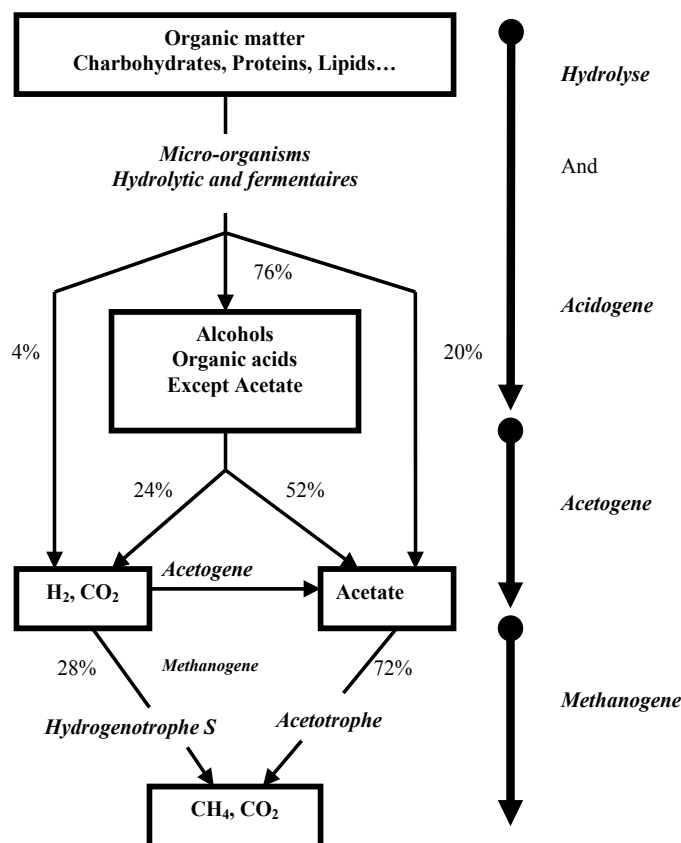 Organic matter
Charbohydrates, Proteins, Lipids…
Hydrolyse
Micro-organisms
Hydrolytic and fermentaires
And
76%
Acidogene
4%
Alcohols
Organic acids
Except Acetate
20%
24%
52%
Acetogene
Acetogene
H₂, CO₂
Acetate
28%
Methanogene
72%
Methanogene
Hydrogenotrophe S
Acetotrophe
CH₄, CO₂